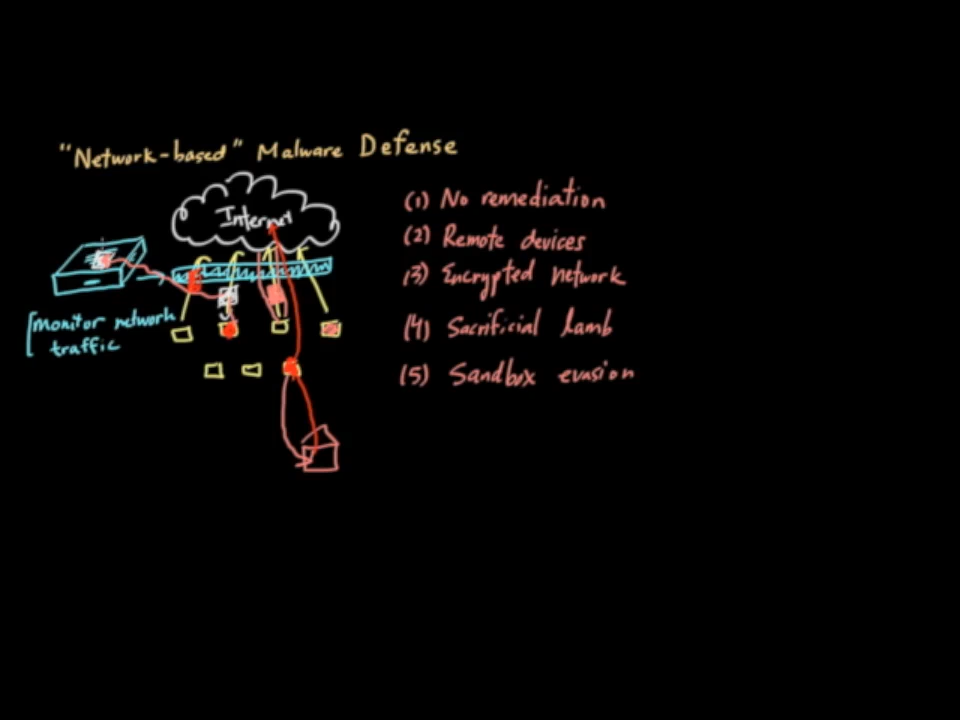 "Network-based" Malware Defense
Internet
[monitor network
traffic
(1) No remediation
(2) Remote devices
(3) Encrypted network
(4) Sacrificial lamb
(5) Sandbox evasion